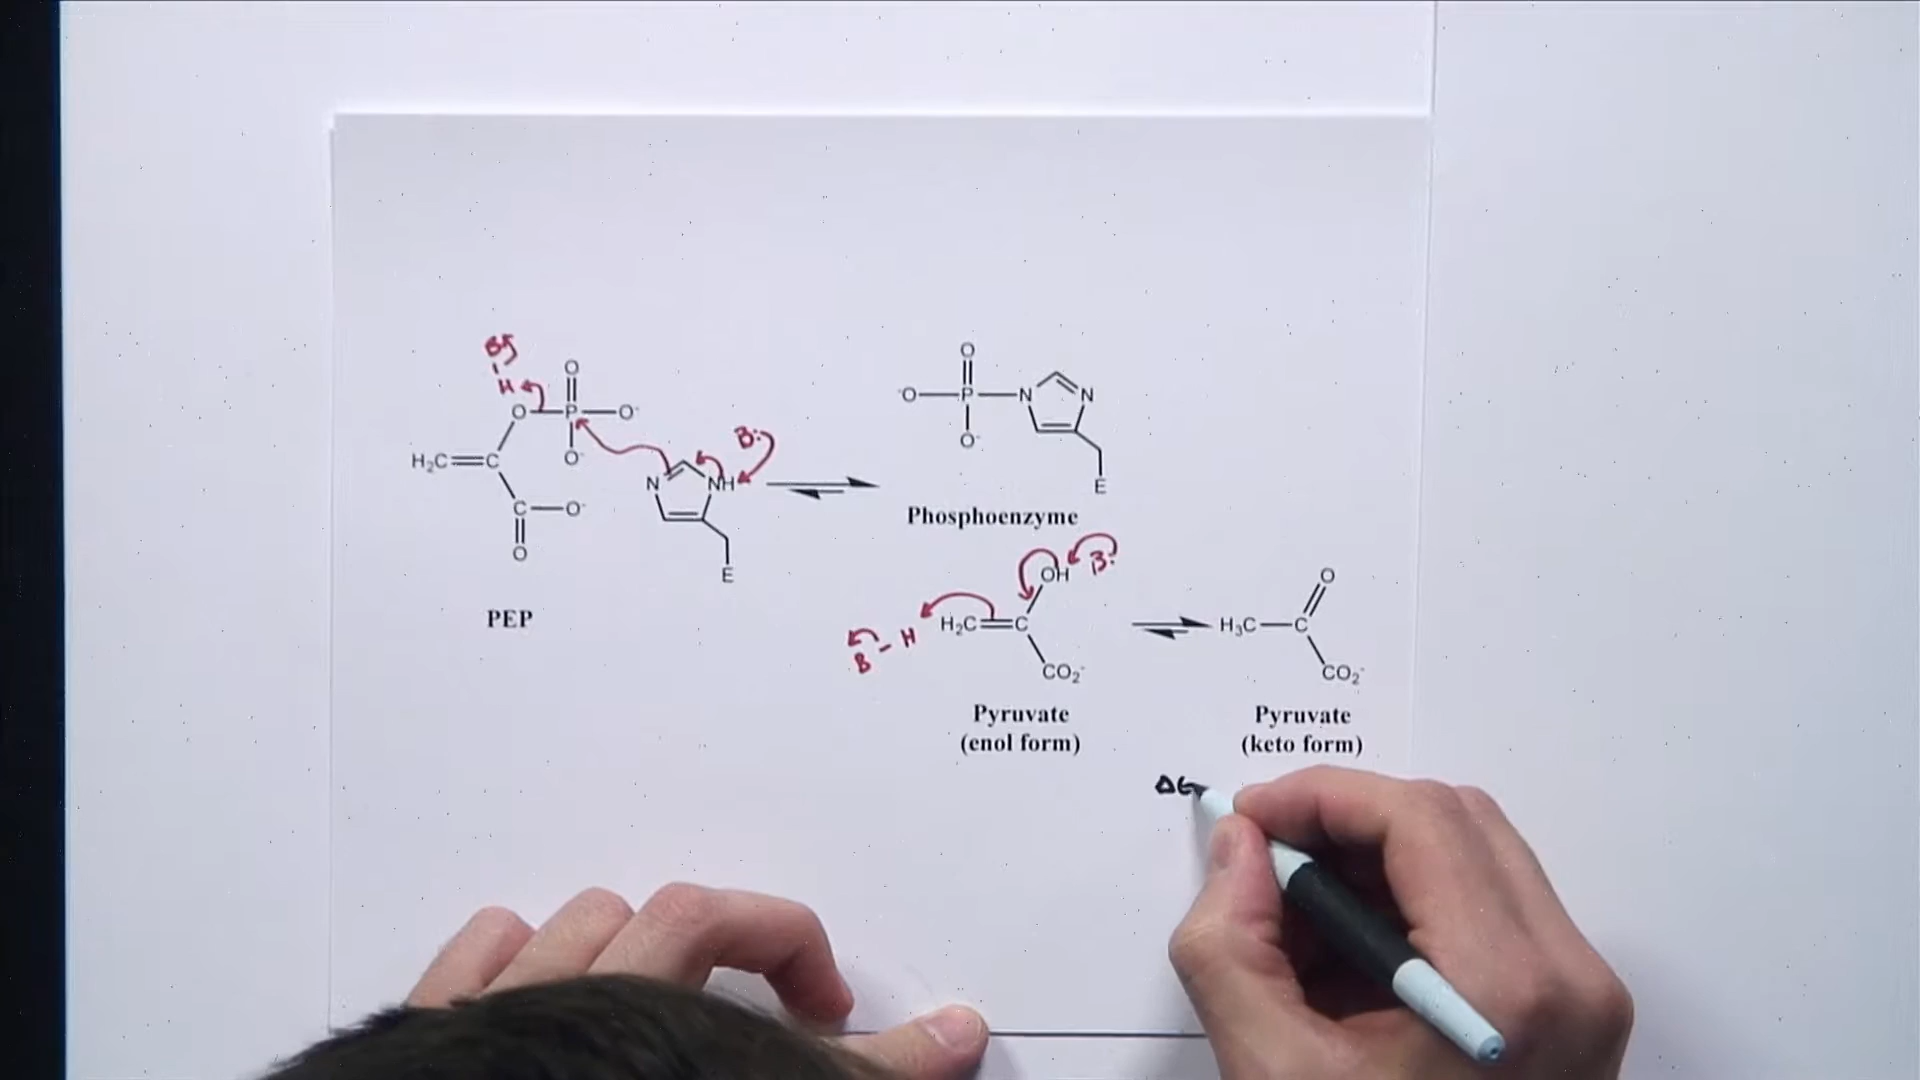 B
H
O
O P O⁻
O⁻
H₂C C
C O⁻
O
N NH B:
E
PEP
O
⁻O P N N
O⁻
E
Phosphoenzyme
OH B:
B - H H₂C C
CO₂⁻
Pyruvate
(enol form)
O
H₃C C
CO₂⁻
Pyruvate
(keto form)
ΔG